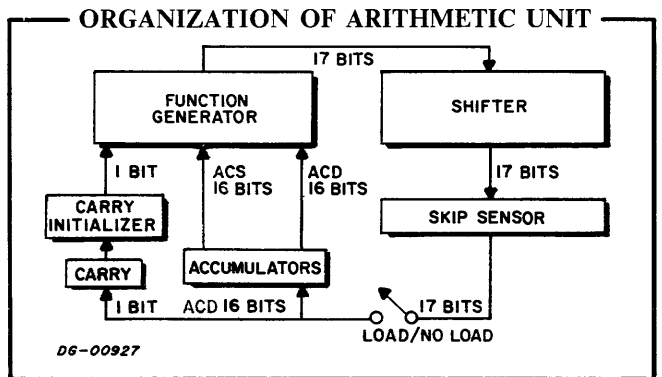 ORGANIZATION OF ARITHMETIC UNIT
17 BITS
FUNCTION
GENERATOR
SHIFTER
1 BIT
ACS
16 BITS
ACD
16 BITS
17 BITS
CARRY
INITIALIZER
SKIP SENSOR
CARRY
ACCUMULATORS
1 BIT
ACD 16 BITS
17 BITS
LOAD/NO LOAD
DG-00927